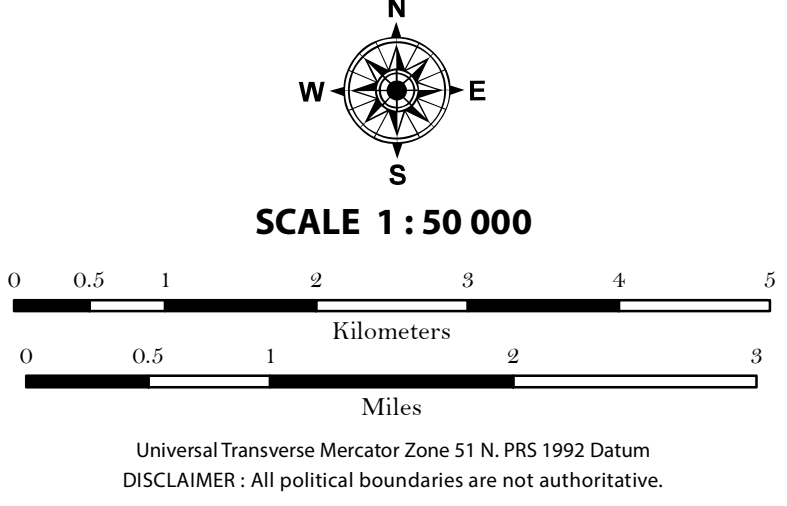 N
W E
S
SCALE 1 : 50 000
0 0.5 1 2 3 4 5
Kilometers
0 0.5 1 2 3
Miles
Universal Transverse Mercator Zone 51 N. PRS 1992 Datum
DISCLAIMER : All political boundaries are not authoritative.